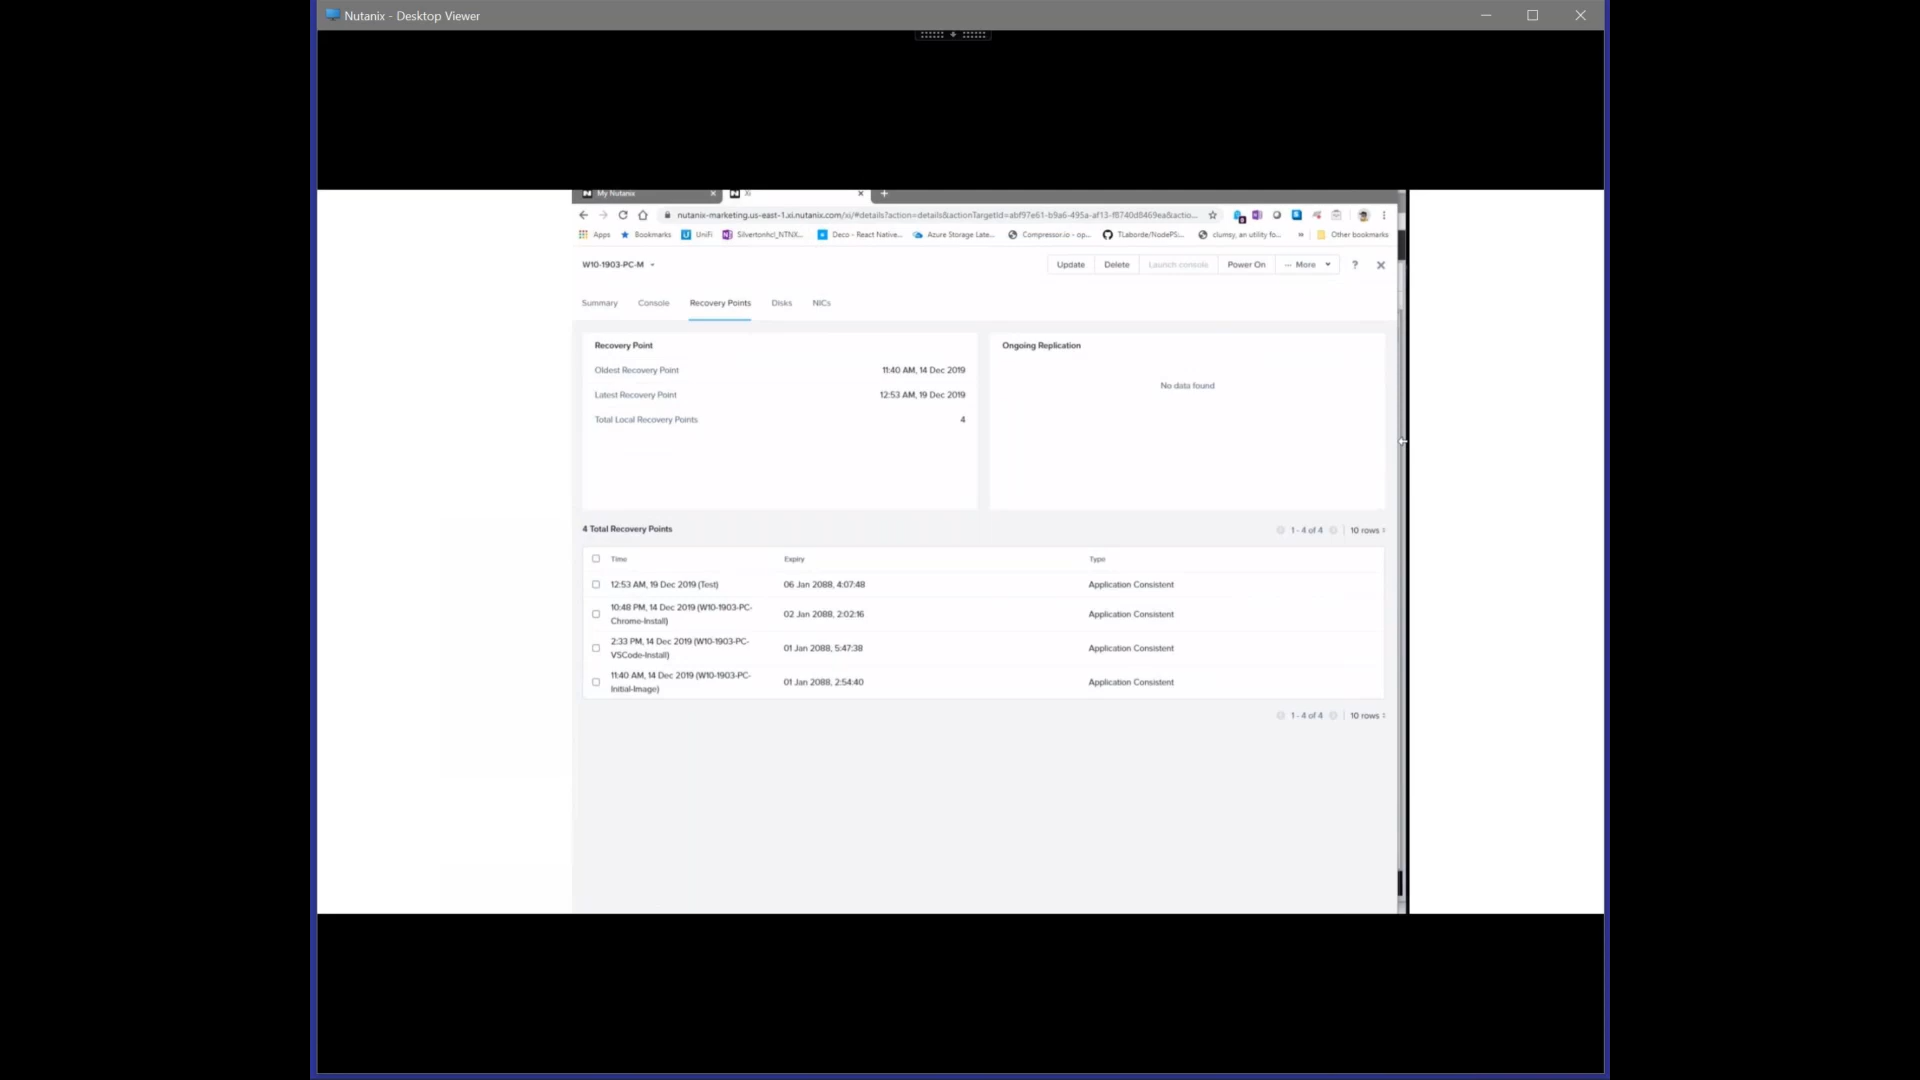 Nutanix - Desktop Viewer
My Nutanix
Xi
nutanix-marketing.us-east-1.xi.nutanix.com/xi/#details?action=details&actionTargetId=abf97e61-b9a6-495a-af13-f8740d8469ea&actio...
Apps Bookmarks UniFi Silvertonhcl_NTNX... Deco - React Native... Azure Storage Late... Compressor.io - op... TLaborde/NodePS:... clumsy, an utility fo... » Other bookmarks
W10-1903-PC-M Update Delete Launch console Power On ··· More ?
Summary Console Recovery Points Disks NICs
Recovery Point
Oldest Recovery Point 11:40 AM, 14 Dec 2019
Latest Recovery Point 12:53 AM, 19 Dec 2019
Total Local Recovery Points 4
Ongoing Replication
No data found
4 Total Recovery Points 1 - 4 of 4 10 rows
Time Expiry Type
12:53 AM, 19 Dec 2019 (Test) 06 Jan 2088, 4:07:48 Application Consistent
10:48 PM, 14 Dec 2019 (W10-1903-PC-
Chrome-Install) 02 Jan 2088, 2:02:16 Application Consistent
2:33 PM, 14 Dec 2019 (W10-1903-PC-
VSCode-Install) 01 Jan 2088, 5:47:38 Application Consistent
11:40 AM, 14 Dec 2019 (W10-1903-PC-
Initial-Image) 01 Jan 2088, 2:54:40 Application Consistent
1 - 4 of 4 10 rows